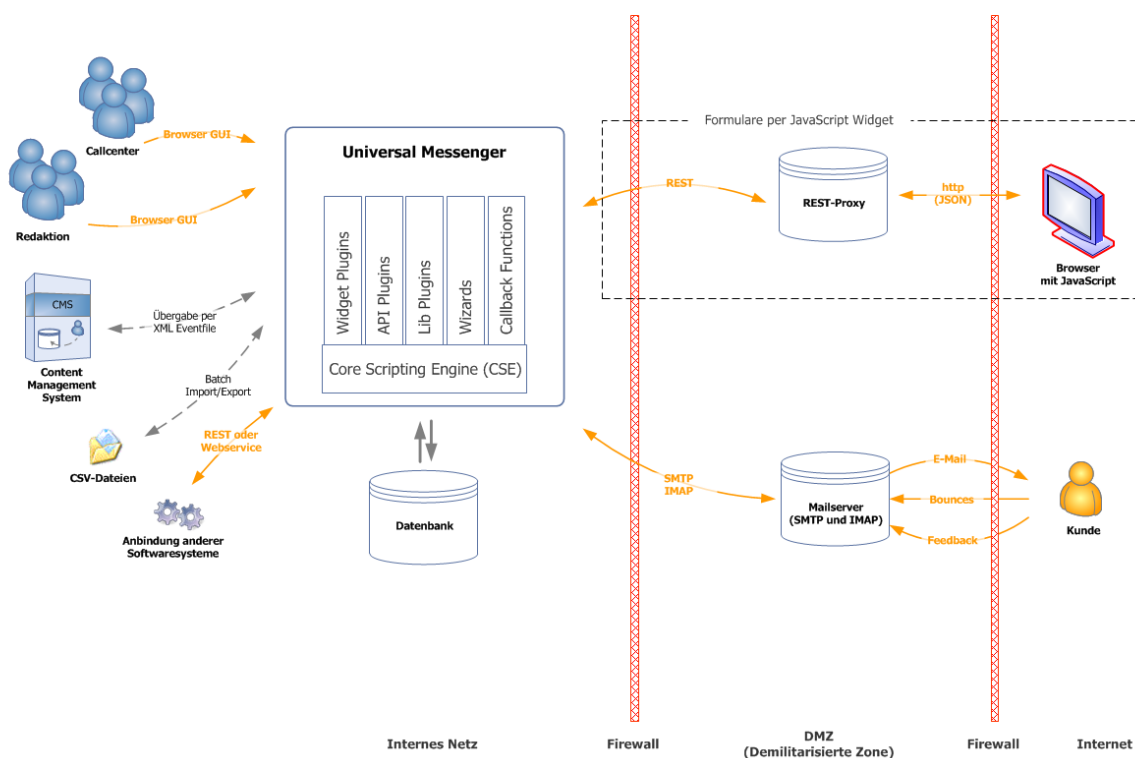 Callcenter
Browser GUI
Redaktion
Browser GUI
CMS
Content
Management
System
Übergabe per
XML Eventfile
Batch
Import/Export
CSV-Dateien
REST oder
Webservice
Anbindung anderer
Softwaresysteme
Universal Messenger
Widget Plugins
API Plugins
Lib Plugins
Wizards
Callback Functions
Core Scripting Engine (CSE)
Datenbank
Formulare per JavaScript Widget
REST
REST-Proxy
http
(JSON)
Browser
mit JavaScript
SMTP
IMAP
Mailserver
(SMTP und IMAP)
E-Mail
Bounces
Feedback
Kunde
Internes Netz
Firewall
DMZ
(Demilitarisierte Zone)
Firewall
Internet